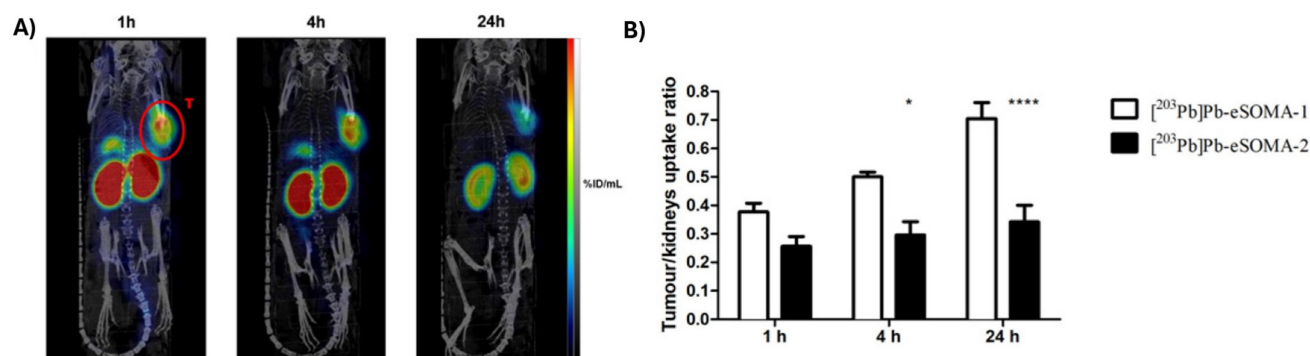 A)
1h
4h
24h
T
%ID/mL
B)
Tumour/kidneys uptake ratio
0.8
0.7
0.6
0.5
0.4
0.3
0.2
0.1
0.0
*
****
1 h
4 h
24 h
[²⁰³Pb]Pb-eSOMA-1
[²⁰³Pb]Pb-eSOMA-2